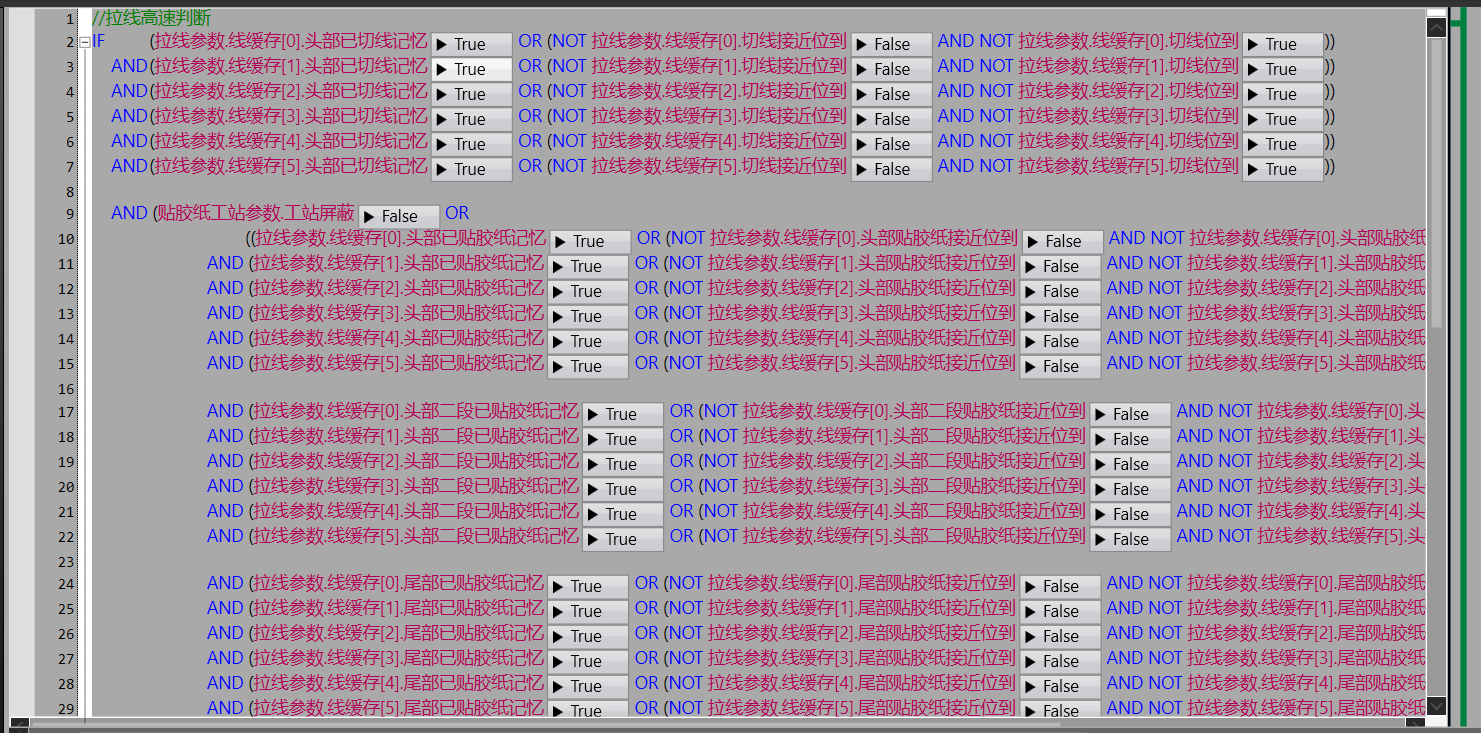 1 //拉线高速判断
2 IF (拉线参数.线缓存[0].头部已切线记忆 True OR (NOT 拉线参数.线缓存[0].切线接近位到 False AND NOT 拉线参数.线缓存[0].切线位到 True ))
3 AND (拉线参数.线缓存[1].头部已切线记忆 True OR (NOT 拉线参数.线缓存[1].切线接近位到 False AND NOT 拉线参数.线缓存[1].切线位到 True ))
4 AND (拉线参数.线缓存[2].头部已切线记忆 True OR (NOT 拉线参数.线缓存[2].切线接近位到 False AND NOT 拉线参数.线缓存[2].切线位到 True ))
5 AND (拉线参数.线缓存[3].头部已切线记忆 True OR (NOT 拉线参数.线缓存[3].切线接近位到 False AND NOT 拉线参数.线缓存[3].切线位到 True ))
6 AND (拉线参数.线缓存[4].头部已切线记忆 True OR (NOT 拉线参数.线缓存[4].切线接近位到 False AND NOT 拉线参数.线缓存[4].切线位到 True ))
7 AND (拉线参数.线缓存[5].头部已切线记忆 True OR (NOT 拉线参数.线缓存[5].切线接近位到 False AND NOT 拉线参数.线缓存[5].切线位到 True ))
8
9 AND (贴胶纸工站参数.工站屏蔽 False OR
10 ((拉线参数.线缓存[0].头部已贴胶纸记忆 True OR (NOT 拉线参数.线缓存[0].头部贴胶纸接近位到 False AND NOT 拉线参数.线缓存[0].头部贴胶纸
11 AND (拉线参数.线缓存[1].头部已贴胶纸记忆 True OR (NOT 拉线参数.线缓存[1].头部贴胶纸接近位到 False AND NOT 拉线参数.线缓存[1].头部贴胶纸
12 AND (拉线参数.线缓存[2].头部已贴胶纸记忆 True OR (NOT 拉线参数.线缓存[2].头部贴胶纸接近位到 False AND NOT 拉线参数.线缓存[2].头部贴胶纸
13 AND (拉线参数.线缓存[3].头部已贴胶纸记忆 True OR (NOT 拉线参数.线缓存[3].头部贴胶纸接近位到 False AND NOT 拉线参数.线缓存[3].头部贴胶纸
14 AND (拉线参数.线缓存[4].头部已贴胶纸记忆 True OR (NOT 拉线参数.线缓存[4].头部贴胶纸接近位到 False AND NOT 拉线参数.线缓存[4].头部贴胶纸
15 AND (拉线参数.线缓存[5].头部已贴胶纸记忆 True OR (NOT 拉线参数.线缓存[5].头部贴胶纸接近位到 False AND NOT 拉线参数.线缓存[5].头部贴胶纸
16
17 AND (拉线参数.线缓存[0].头部二段已贴胶纸记忆 True OR (NOT 拉线参数.线缓存[0].头部二段贴胶纸接近位到 False AND NOT 拉线参数.线缓存[0].头
18 AND (拉线参数.线缓存[1].头部二段已贴胶纸记忆 True OR (NOT 拉线参数.线缓存[1].头部二段贴胶纸接近位到 False AND NOT 拉线参数.线缓存[1].头
19 AND (拉线参数.线缓存[2].头部二段已贴胶纸记忆 True OR (NOT 拉线参数.线缓存[2].头部二段贴胶纸接近位到 False AND NOT 拉线参数.线缓存[2].头
20 AND (拉线参数.线缓存[3].头部二段已贴胶纸记忆 True OR (NOT 拉线参数.线缓存[3].头部二段贴胶纸接近位到 False AND NOT 拉线参数.线缓存[3].头
21 AND (拉线参数.线缓存[4].头部二段已贴胶纸记忆 True OR (NOT 拉线参数.线缓存[4].头部二段贴胶纸接近位到 False AND NOT 拉线参数.线缓存[4].头
22 AND (拉线参数.线缓存[5].头部二段已贴胶纸记忆 True OR (NOT 拉线参数.线缓存[5].头部二段贴胶纸接近位到 False AND NOT 拉线参数.线缓存[5].头
23
24 AND (拉线参数.线缓存[0].尾部已贴胶纸记忆 True OR (NOT 拉线参数.线缓存[0].尾部贴胶纸接近位到 False AND NOT 拉线参数.线缓存[0].尾部贴胶纸
25 AND (拉线参数.线缓存[1].尾部已贴胶纸记忆 True OR (NOT 拉线参数.线缓存[1].尾部贴胶纸接近位到 False AND NOT 拉线参数.线缓存[1].尾部贴胶纸
26 AND (拉线参数.线缓存[2].尾部已贴胶纸记忆 True OR (NOT 拉线参数.线缓存[2].尾部贴胶纸接近位到 False AND NOT 拉线参数.线缓存[2].尾部贴胶纸
27 AND (拉线参数.线缓存[3].尾部已贴胶纸记忆 True OR (NOT 拉线参数.线缓存[3].尾部贴胶纸接近位到 False AND NOT 拉线参数.线缓存[3].尾部贴胶纸
28 AND (拉线参数.线缓存[4].尾部已贴胶纸记忆 True OR (NOT 拉线参数.线缓存[4].尾部贴胶纸接近位到 False AND NOT 拉线参数.线缓存[4].尾部贴胶纸
29 AND (拉线参数.线缓存[5].尾部已贴胶纸记忆 True OR (NOT 拉线参数.线缓存[5].尾部贴胶纸接近位到 False AND NOT 拉线参数.线缓存[5].尾部贴胶纸